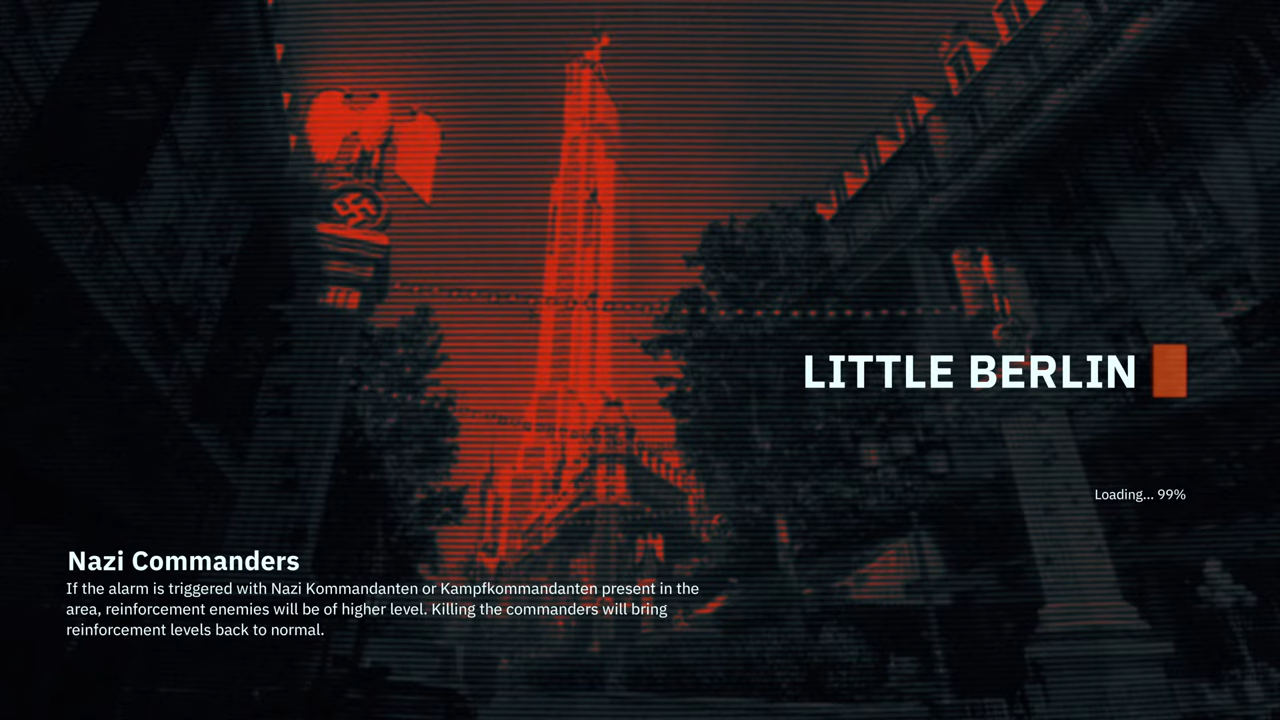 LITTLE BERLIN
Loading... 99%
Nazi Commanders
If the alarm is triggered with Nazi Kommandanten or Kampfkommandanten present in the
area, reinforcement enemies will be of higher level. Killing the commanders will bring
reinforcement levels back to normal.